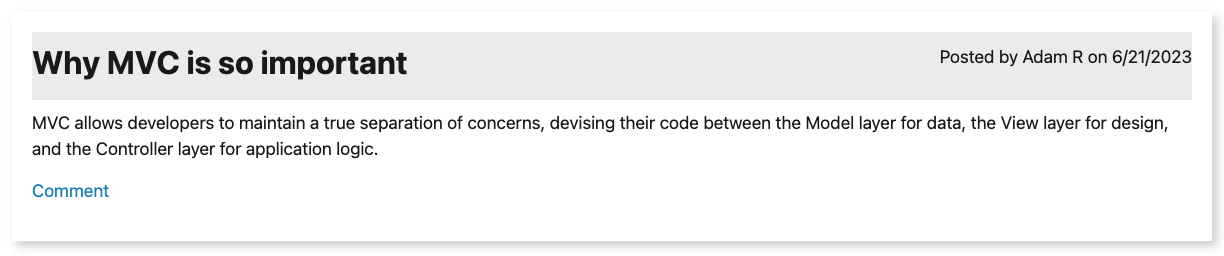 Why MVC is so important
Posted by Adam R on 6/21/2023
MVC allows developers to maintain a true separation of concerns, devising their code between the Model layer for data, the View layer for design,
and the Controller layer for application logic.
Comment